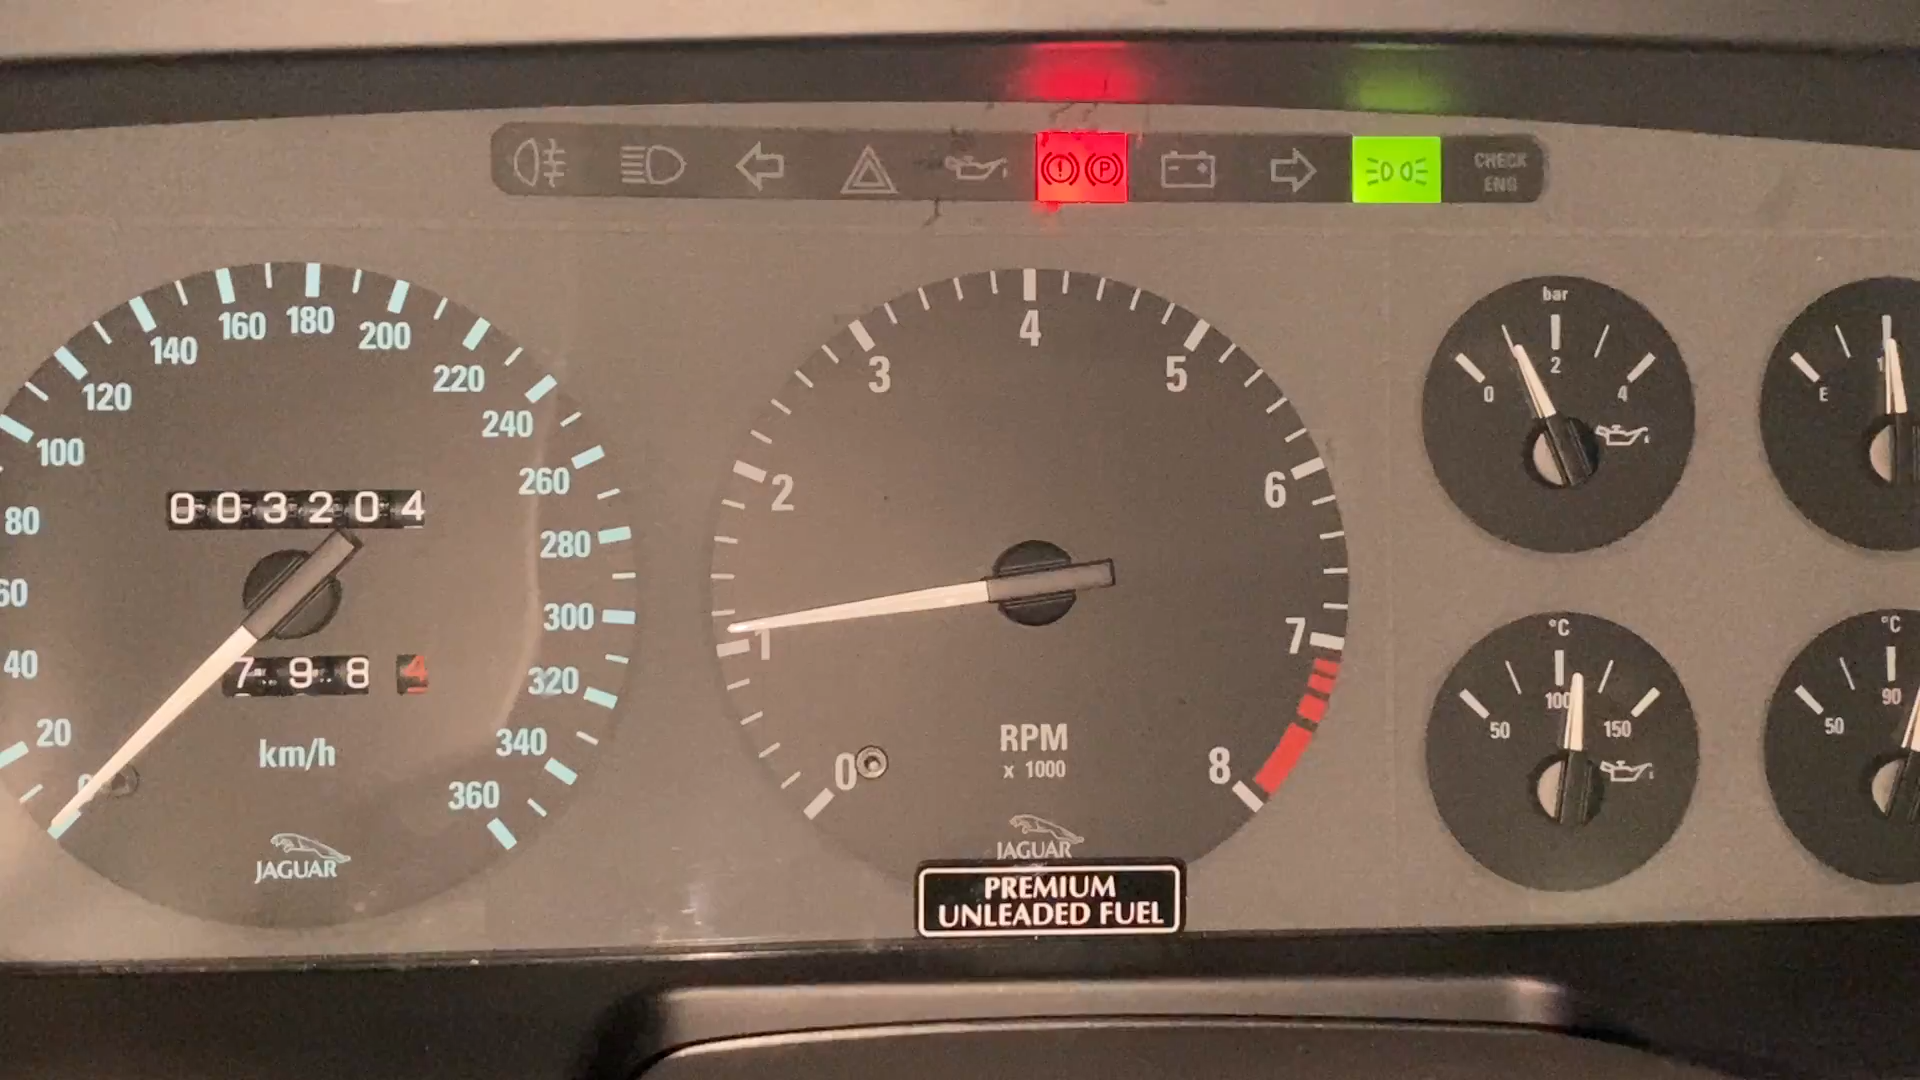 CHECK
ENG
20
40
60
80
100
120
140
160
180
200
220
240
260
280
300
320
340
360
003204
798 4
km/h
JAGUAR
0
1
2
3
4
5
6
7
8
RPM
x 1000
JAGUAR
PREMIUM
UNLEADED FUEL
bar
0
2
4
E
°C
50
100
150
°C
50
90